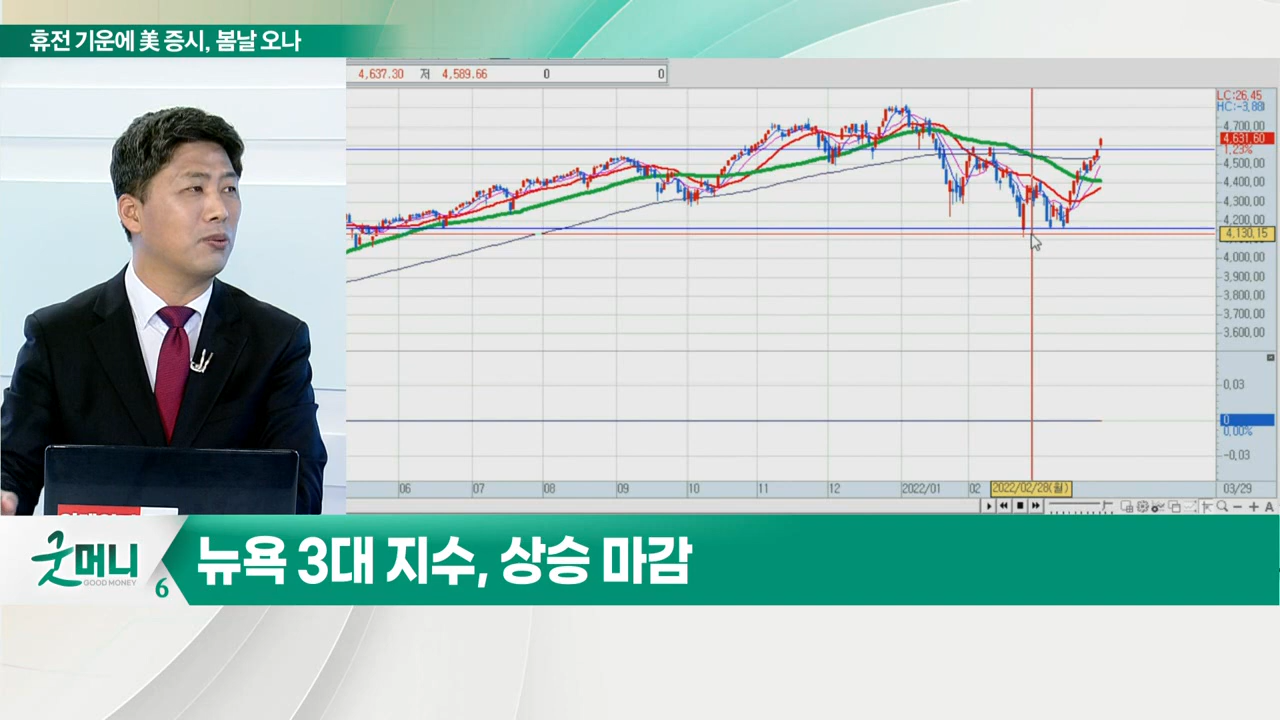 휴전 기운에 美 증시, 봄날 오나
4,637.30 저 4,589.66 0 0
LC:26.45
HC:-3.88
4,700.00
4,631.60
1.23%
4,500.00
4,400.00
4,300.00
4,200.00
4,130.15
4,000.00
3,900.00
3,800.00
3,700.00
3,600.00
0.03
0
0.00%
-0.03
06 07 08 09 10 11 12 2022/01 02 2022/02/28(월) 03/29
A
굿머니
GOOD MONEY
6
뉴욕 3대 지수, 상승 마감